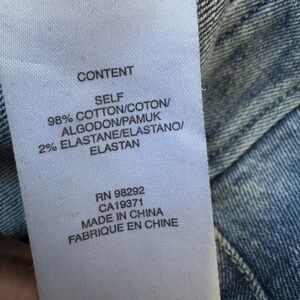 CONTENT
SELF
98% COTTON/COTON/
ALGODON/PAMUK
2% ELASTANE/ELASTANO/
ELASTAN
RN 98292
CA19371
MADE IN CHINA
FABRIQUE EN CHINE